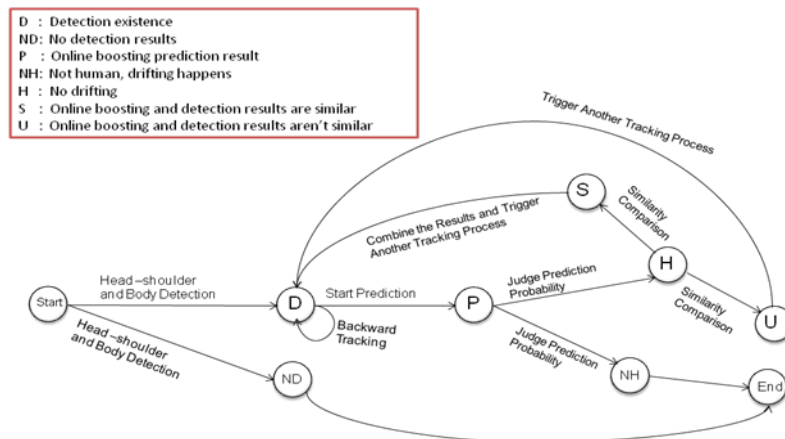 D : Detection existence
ND: No detection results
P : Online boosting prediction result
NH: Not human, drifting happens
H : No drifting
S : Online boosting and detection results are similar
U : Online boosting and detection results aren't similar
Trigger Another Tracking Process
S
Similarity
Comparison
Combine the Results and Trigger
Another Tracking Process
H
Head–shoulder
and Body Detection
Start Prediction
Judge Prediction
Probability
Similarity
Comparison
Start
D
P
U
Backward
Tracking
Head–shoulder
and Body Detection
Judge Prediction
Probability
ND
NH
End